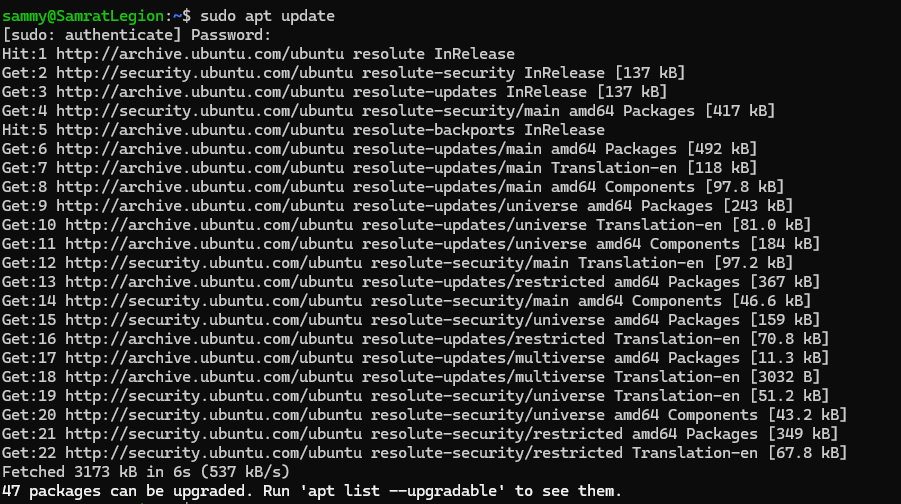 sammy@SamratLegion:~$ sudo apt update
[sudo: authenticate] Password:
Hit:1 http://archive.ubuntu.com/ubuntu resolute InRelease
Get:2 http://security.ubuntu.com/ubuntu resolute-security InRelease [137 kB]
Get:3 http://archive.ubuntu.com/ubuntu resolute-updates InRelease [137 kB]
Get:4 http://security.ubuntu.com/ubuntu resolute-security/main amd64 Packages [417 kB]
Hit:5 http://archive.ubuntu.com/ubuntu resolute-backports InRelease
Get:6 http://archive.ubuntu.com/ubuntu resolute-updates/main amd64 Packages [492 kB]
Get:7 http://archive.ubuntu.com/ubuntu resolute-updates/main Translation-en [118 kB]
Get:8 http://archive.ubuntu.com/ubuntu resolute-updates/main amd64 Components [97.8 kB]
Get:9 http://archive.ubuntu.com/ubuntu resolute-updates/universe amd64 Packages [243 kB]
Get:10 http://archive.ubuntu.com/ubuntu resolute-updates/universe Translation-en [81.0 kB]
Get:11 http://archive.ubuntu.com/ubuntu resolute-updates/universe amd64 Components [184 kB]
Get:12 http://security.ubuntu.com/ubuntu resolute-security/main Translation-en [97.2 kB]
Get:13 http://archive.ubuntu.com/ubuntu resolute-updates/restricted amd64 Packages [367 kB]
Get:14 http://security.ubuntu.com/ubuntu resolute-security/main amd64 Components [46.6 kB]
Get:15 http://security.ubuntu.com/ubuntu resolute-security/universe amd64 Packages [159 kB]
Get:16 http://archive.ubuntu.com/ubuntu resolute-updates/restricted Translation-en [70.8 kB]
Get:17 http://archive.ubuntu.com/ubuntu resolute-updates/multiverse amd64 Packages [11.3 kB]
Get:18 http://archive.ubuntu.com/ubuntu resolute-updates/multiverse Translation-en [3032 B]
Get:19 http://security.ubuntu.com/ubuntu resolute-security/universe Translation-en [51.2 kB]
Get:20 http://security.ubuntu.com/ubuntu resolute-security/universe amd64 Components [43.2 kB]
Get:21 http://security.ubuntu.com/ubuntu resolute-security/restricted amd64 Packages [349 kB]
Get:22 http://security.ubuntu.com/ubuntu resolute-security/restricted Translation-en [67.8 kB]
Fetched 3173 kB in 6s (537 kB/s)
47 packages can be upgraded. Run 'apt list --upgradable' to see them.